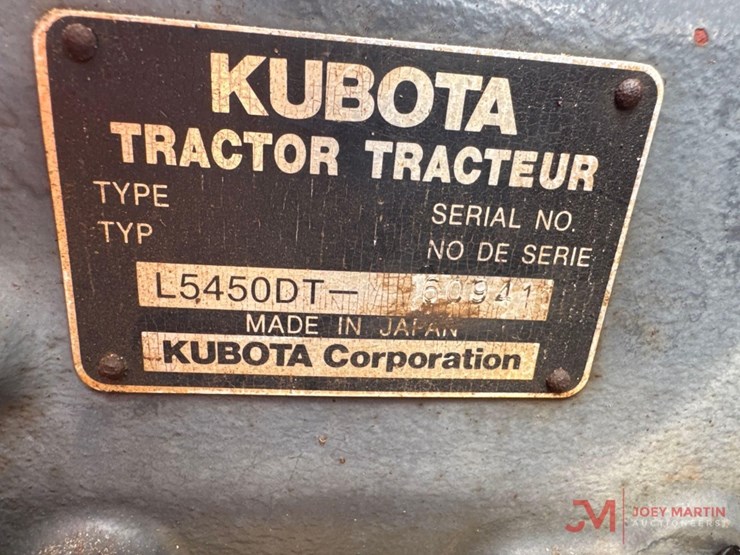 KUBOTA
TRACTOR TRACTEUR
TYPE
TYP
SERIAL NO.
NO DE SERIE
L5450DT- 50941
MADE IN JAPAN
KUBOTA Corporation
JM JOEY MARTIN
AUCTIONEERS